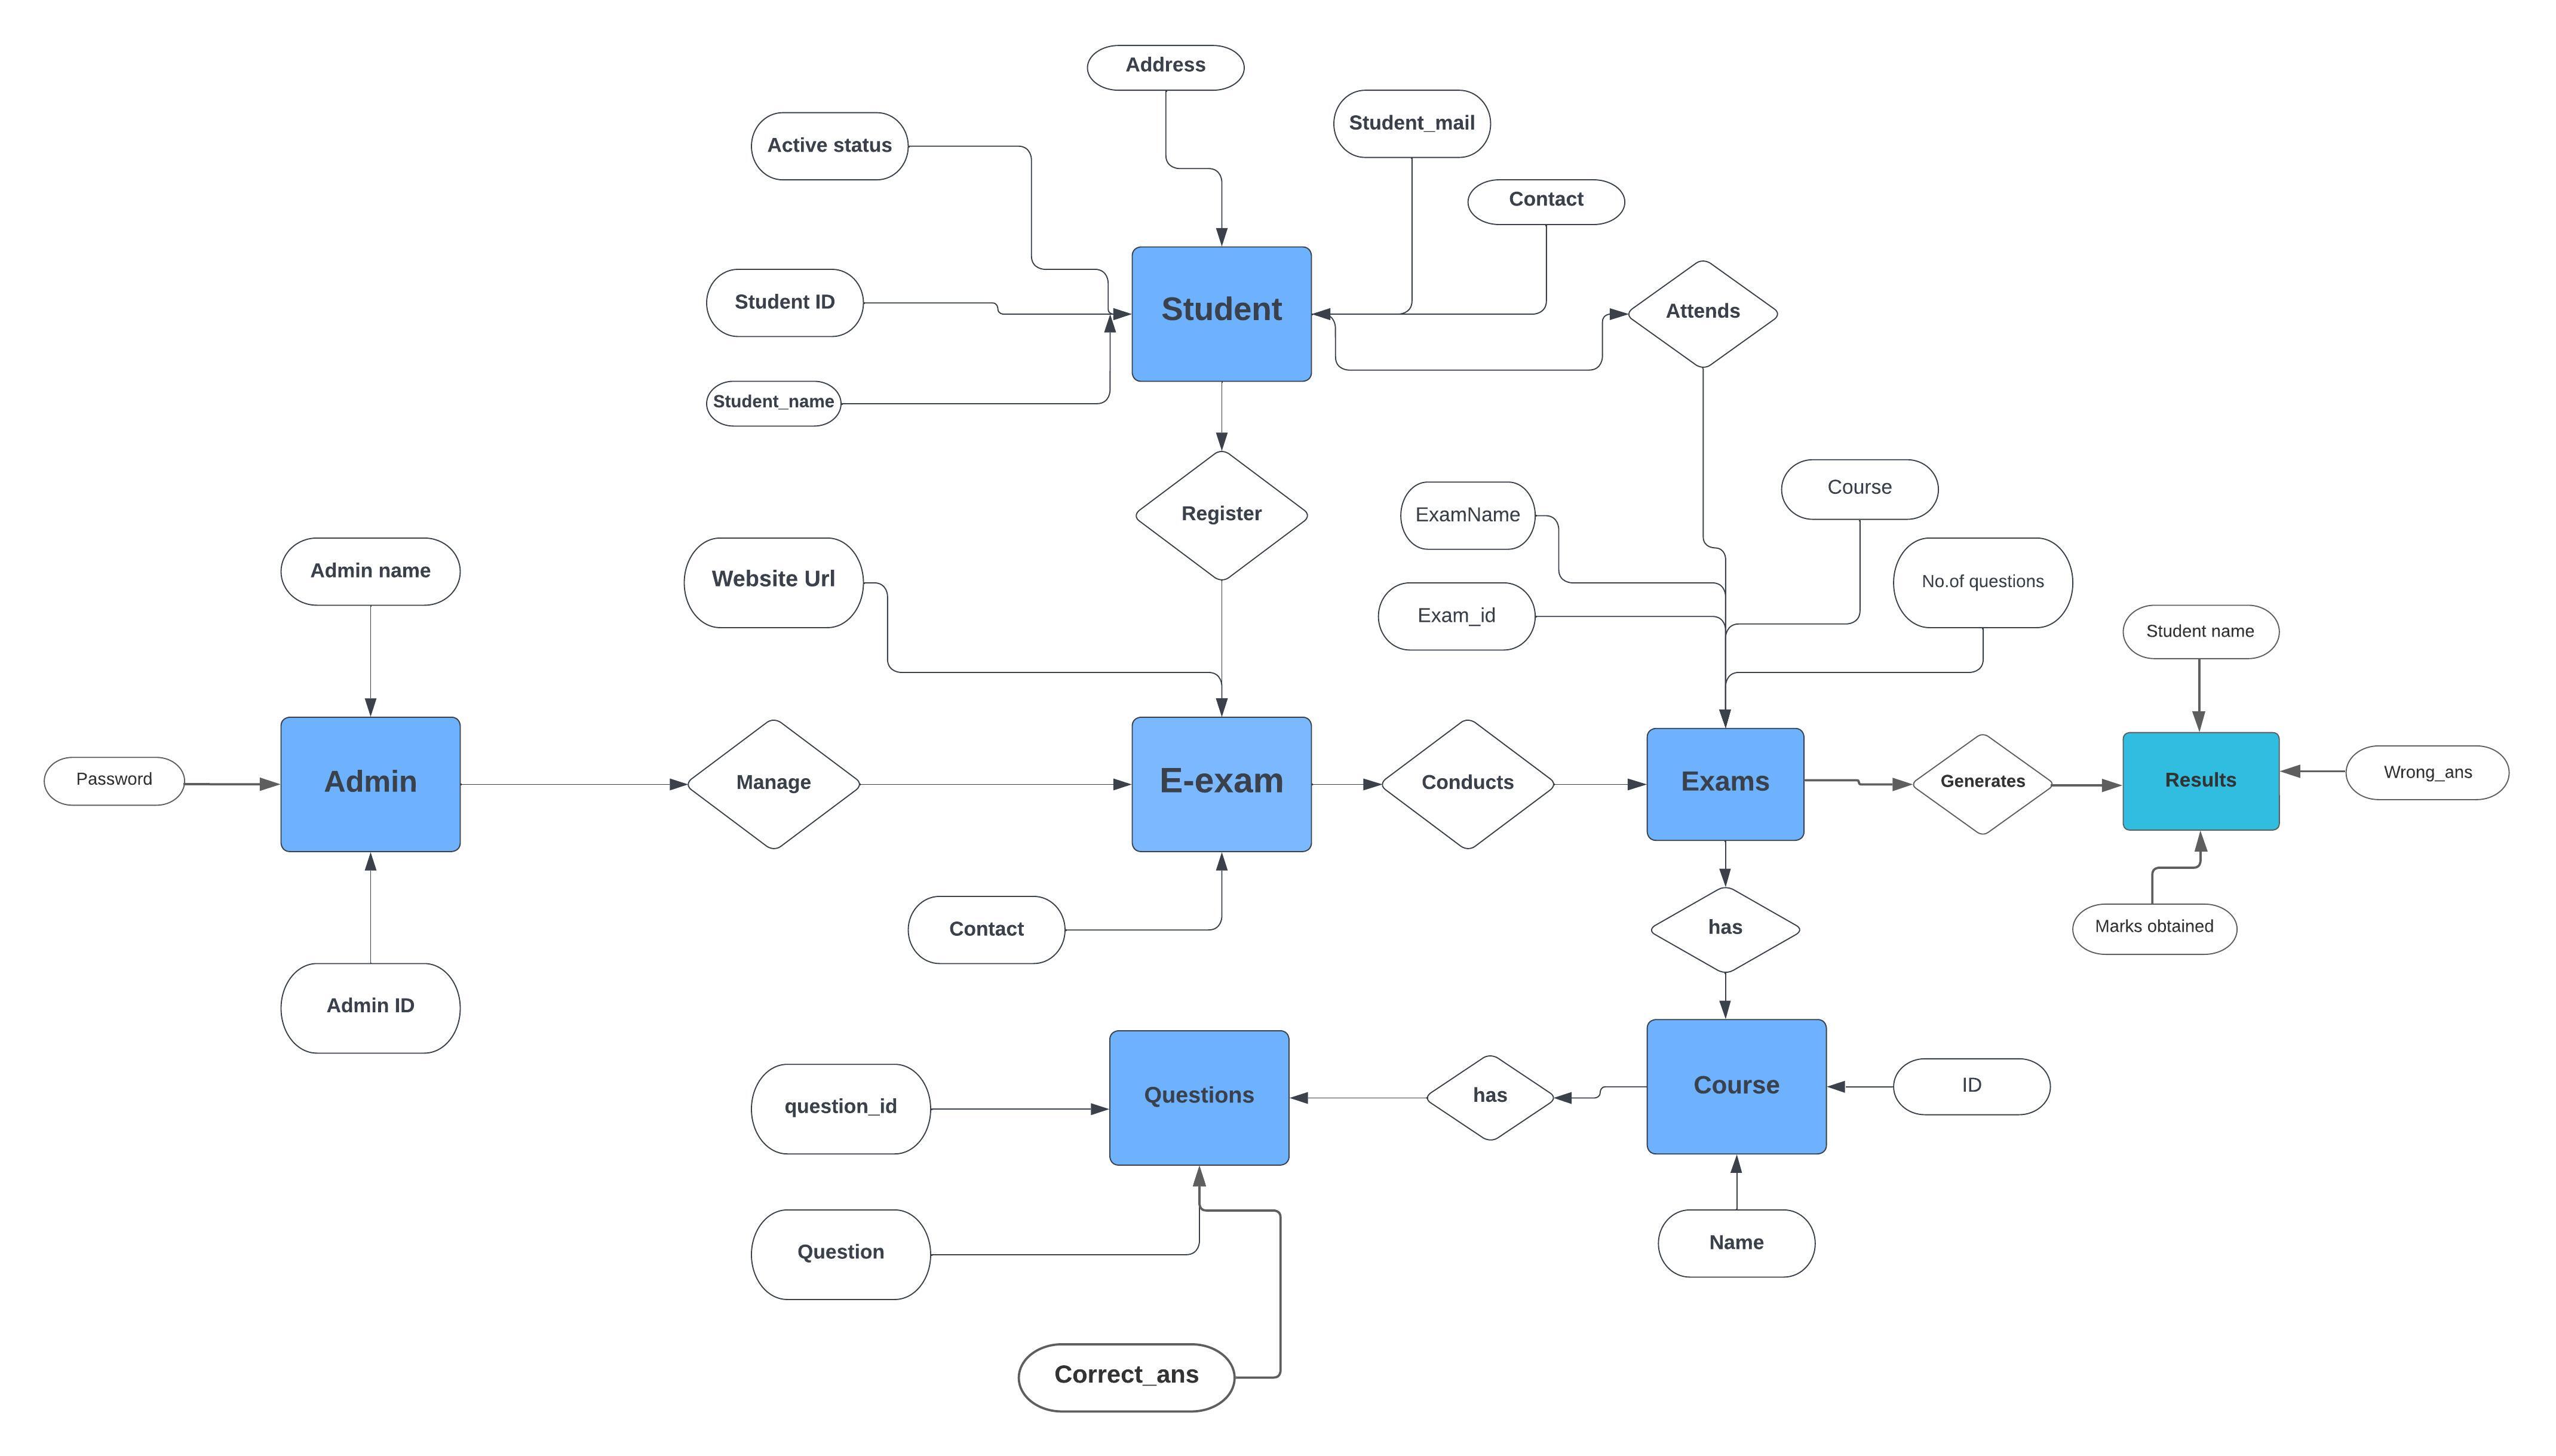 Address
Student_mail
Active status
Contact
Student ID
Student
Attends
Student_name
Register
ExamName
Course
Admin name
Website Url
No.of questions
Exam_id
Student name
Password
Admin
Manage
E-exam
Conducts
Exams
Generates
Results
Wrong_ans
Contact
has
Marks obtained
Admin ID
question_id
Questions
has
Course
ID
Question
Name
Correct_ans